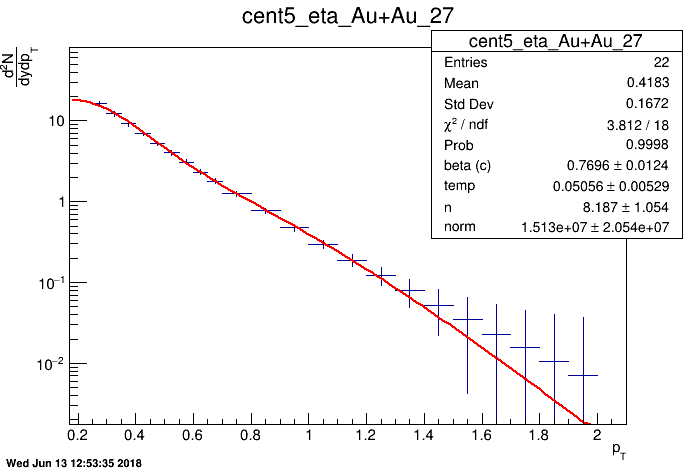 cent5_eta_Au+Au_27
d²N
dydp_T
cent5_eta_Au+Au_27
Entries 22
Mean 0.4183
Std Dev 0.1672
χ² / ndf 3.812 / 18
Prob 0.9998
beta (c) 0.7696 ± 0.0124
temp 0.05056 ± 0.00529
n 8.187 ± 1.054
norm 1.513e+07 ± 2.054e+07
10
1
10⁻¹
10⁻²
0.2 0.4 0.6 0.8 1 1.2 1.4 1.6 1.8 2
p_T
Wed Jun 13 12:53:35 2018